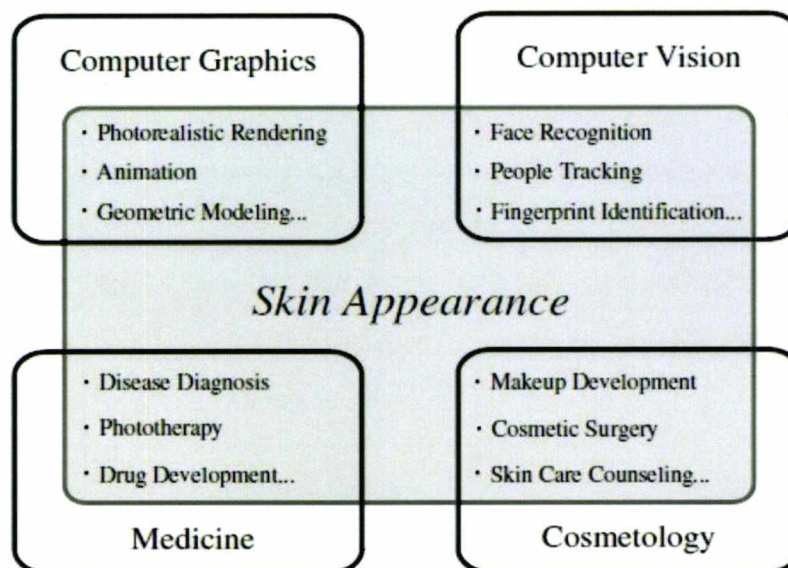 Computer Graphics
· Photorealistic Rendering
· Animation
· Geometric Modeling...
Computer Vision
· Face Recognition
· People Tracking
· Fingerprint Identification...
Skin Appearance
· Disease Diagnosis
· Phototherapy
· Drug Development...
Medicine
· Makeup Development
· Cosmetic Surgery
· Skin Care Counseling...
Cosmetology